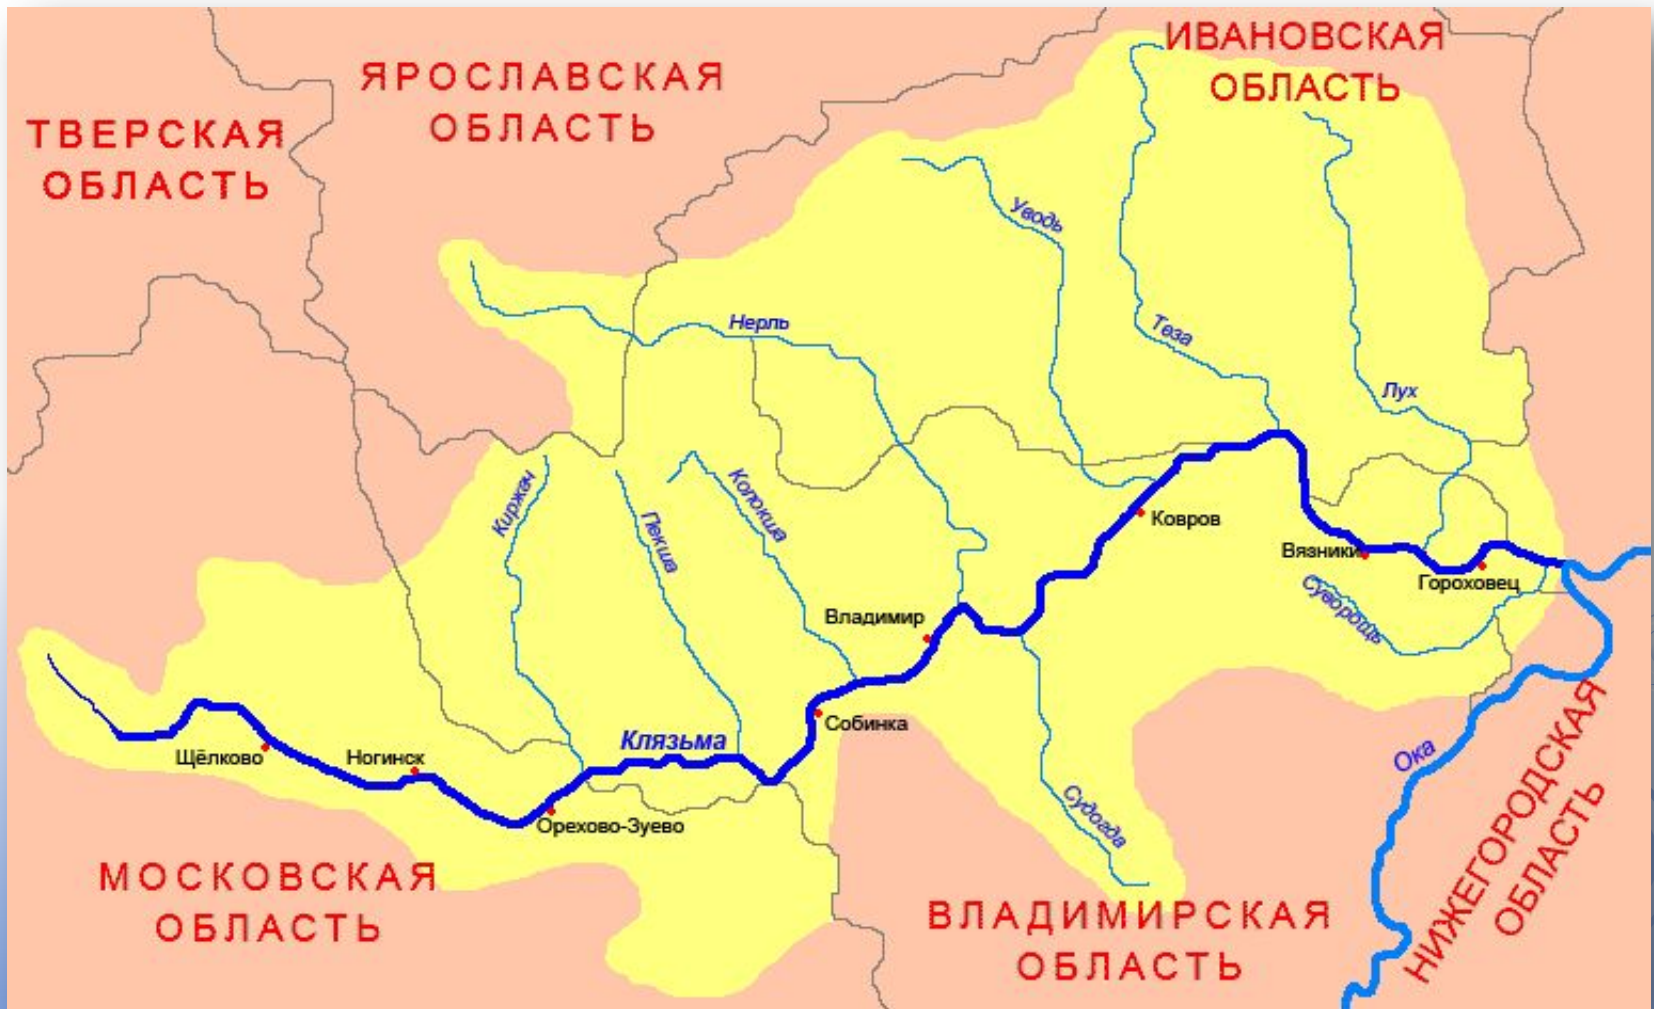 ИВАНОВСКАЯ
ОБЛАСТЬ
ЯРОСЛАВСКАЯ
ОБЛАСТЬ
ТВЕРСКАЯ
ОБЛАСТЬ
Уводь
Нерль
Теза
Лух
Киржач
Пекша
Колокша
Ковров
Вязники
Гороховец
Суворощь
Владимир
Собинка
Клязьма
Щёлково
Ногинск
Орехово-Зуево
Судогда
Ока
МОСКОВСКАЯ
ОБЛАСТЬ
ВЛАДИМИРСКАЯ
ОБЛАСТЬ
НИЖЕГОРОДСКАЯ
ОБЛАСТЬ